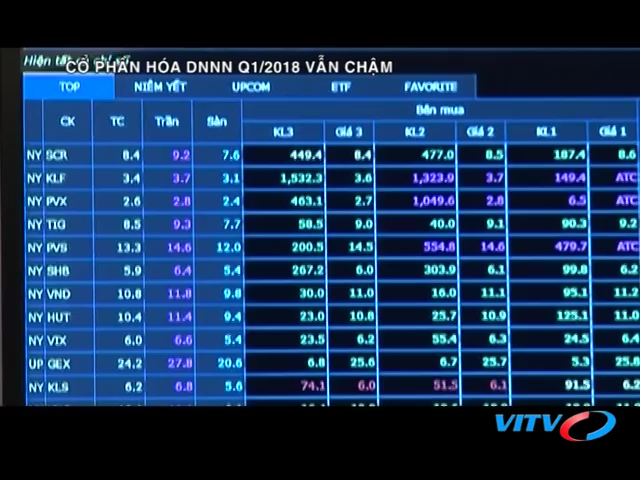 Hiện tất cả chỉ số
CỔ PHẦN HÓA DNNN Q1/2018 VẪN CHẬM
TOP NIÊM YẾT UPCOM ETF FAVORITE
Bên mua
CK TC Trần Sàn KL3 Giá 3 KL2 Giá 2 KL1 Giá 1
NY SCR 8.4 9.2 7.6 449.4 8.4 477.0 8.5 187.4 8.6
NY KLF 3.4 3.7 3.1 1,532.3 3.6 1,323.9 3.7 149.4 ATC
NY PVX 2.6 2.8 2.4 463.1 2.7 1,049.6 2.8 6.5 ATC
NY TIG 8.5 9.3 7.7 58.5 9.0 40.0 9.1 90.3 9.2
NY PVS 13.3 14.6 12.0 200.5 14.5 554.8 14.6 479.7 ATC
NY SHB 5.9 6.4 5.4 267.2 6.0 303.9 6.1 99.8 6.2
NY VND 10.8 11.8 9.8 30.0 11.0 16.0 11.1 95.1 11.2
NY HUT 10.4 11.4 9.4 23.0 10.8 25.7 10.9 125.1 11.0
NY VIX 6.0 6.6 5.4 23.5 6.2 55.4 6.3 24.5 6.4
UP GEX 24.2 27.8 20.6 6.8 25.6 6.7 25.7 5.3 25.8
NY KLS 6.2 6.8 5.6 74.1 6.0 51.5 6.1 91.5 6.2
VITV